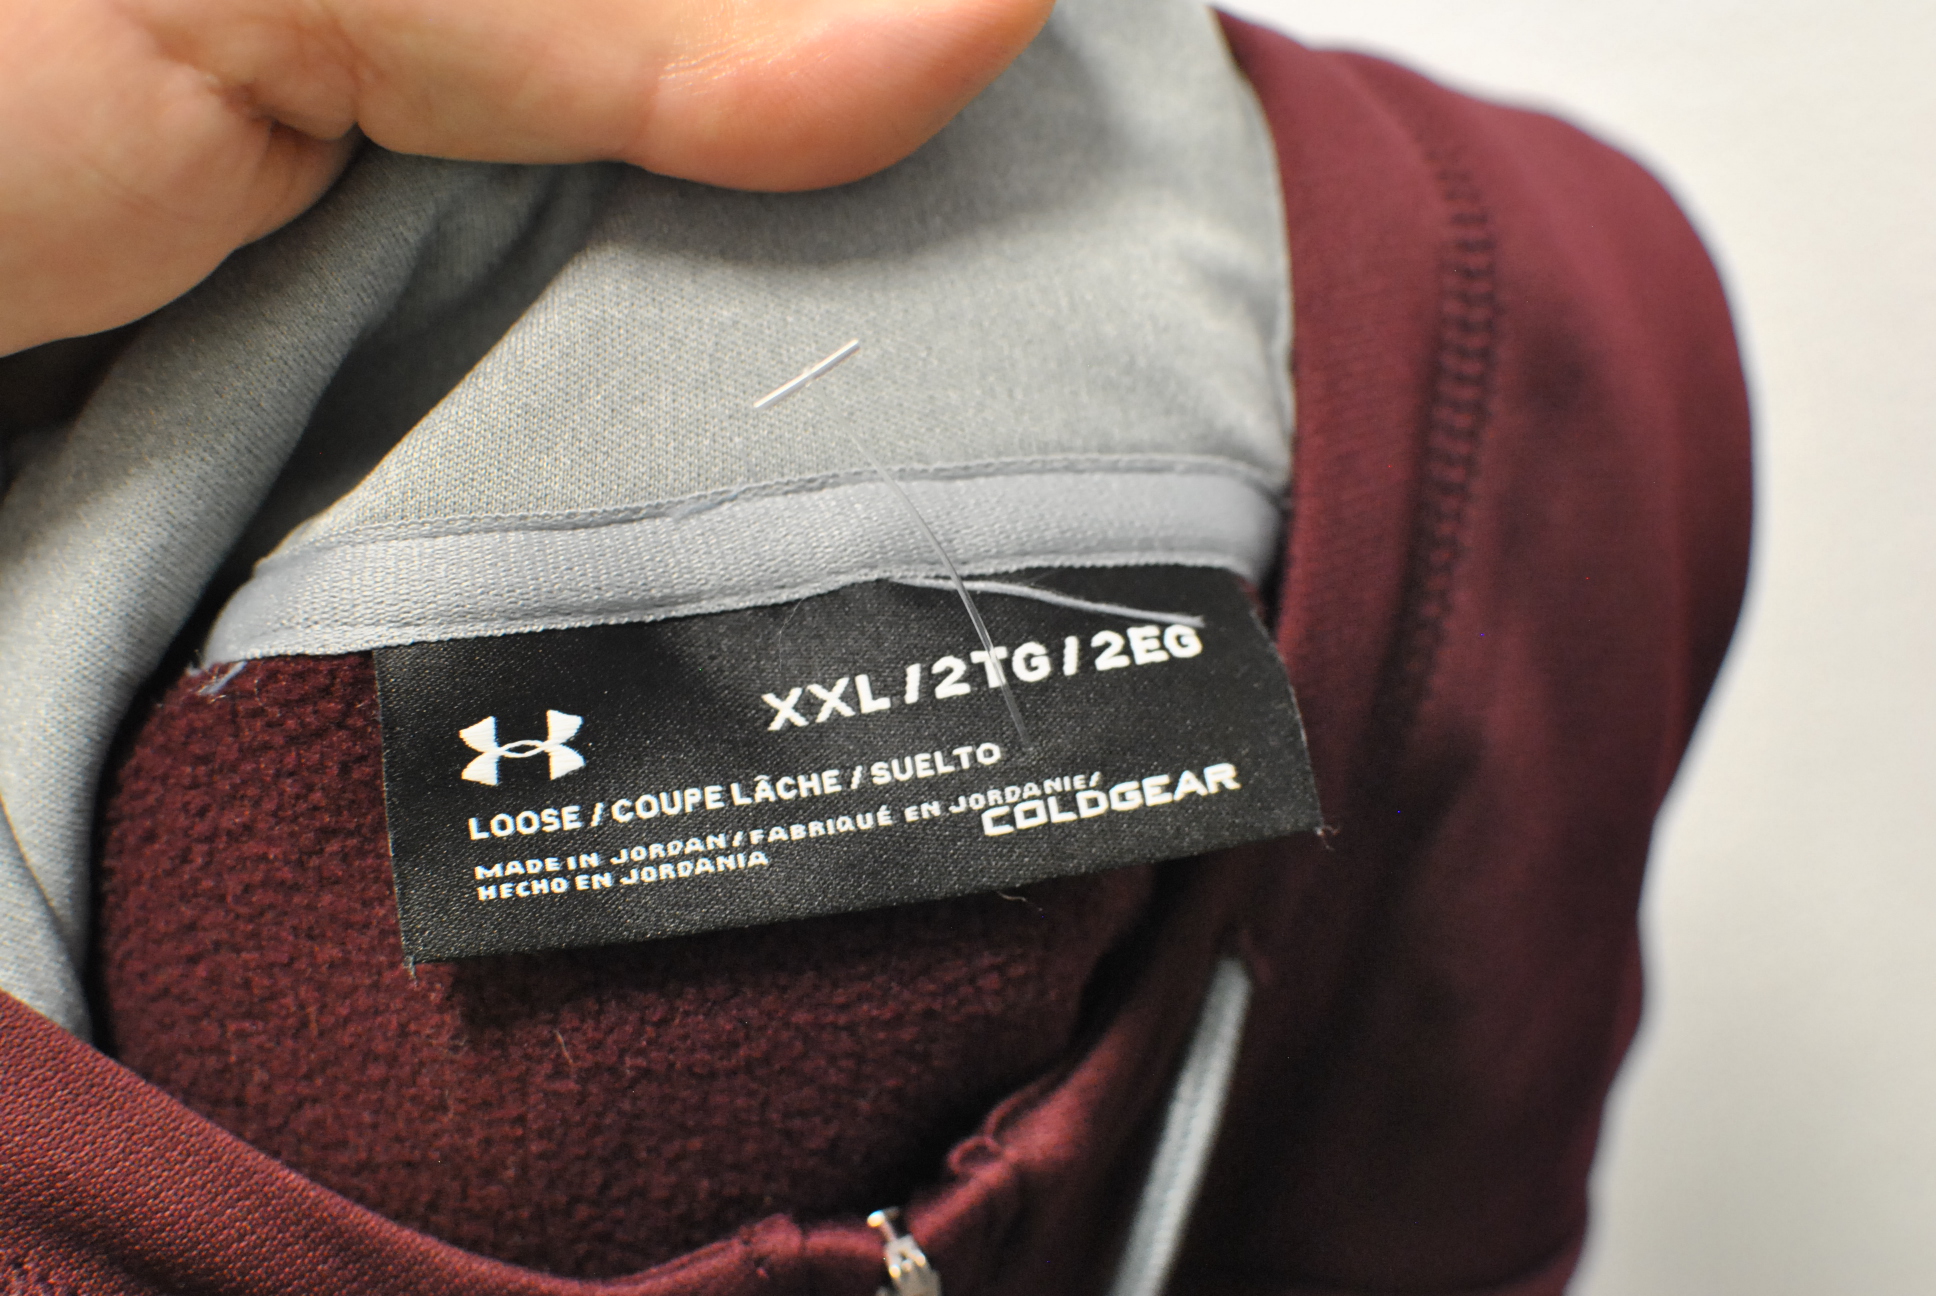 XXL / 2TG / 2EG
LOOSE / COUPE LÂCHE / SUELTO
MADE IN JORDAN / FABRIQUÉ EN JORDANIE/
HECHO EN JORDANIA
COLDGEAR